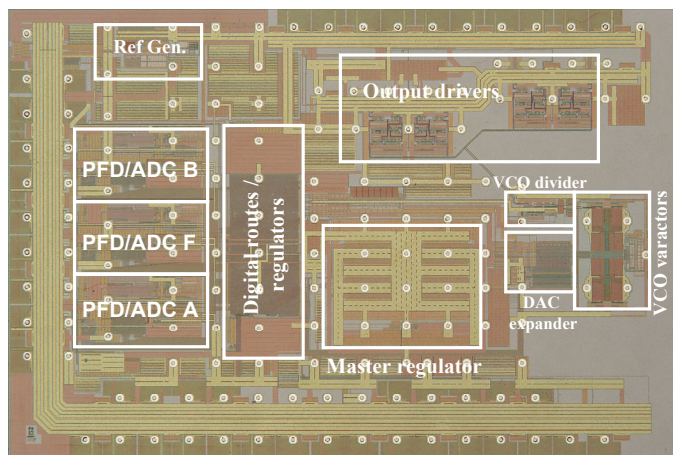 Ref Gen.
Output drivers
PFD/ADC B
PFD/ADC F
PFD/ADC A
Digital routes /
regulators
VCO divider
VCO varactors
DAC
expander
Master regulator